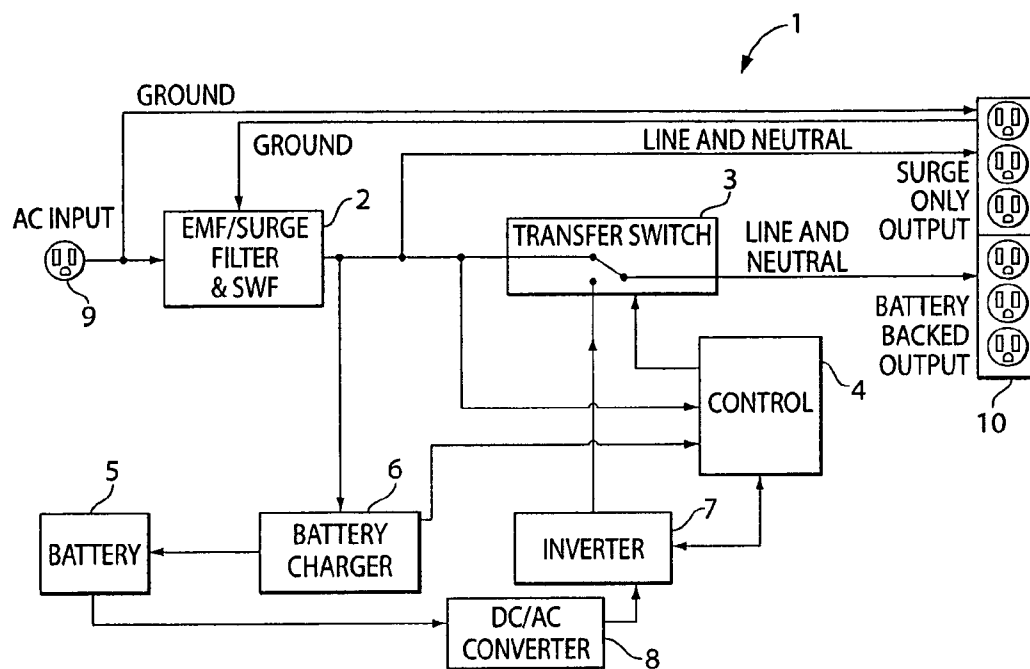 1
GROUND
GROUND
LINE AND NEUTRAL
AC INPUT
9
EMF/SURGE
FILTER
& SWF
2
TRANSFER SWITCH
3
LINE AND
NEUTRAL
SURGE
ONLY
OUTPUT
BATTERY
BACKED
OUTPUT
10
CONTROL
4
5
BATTERY
6
BATTERY
CHARGER
7
INVERTER
DC/AC
CONVERTER
8